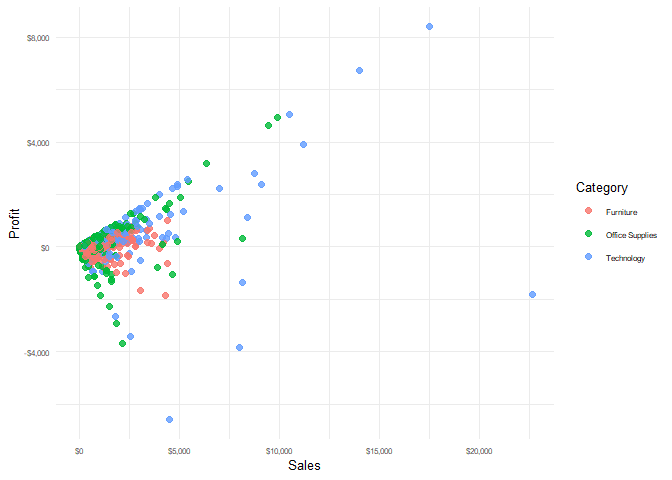 $8,000
$4,000
$0
-$4,000
Profit
$0
$5,000
$10,000
$15,000
$20,000
Sales
Category
Furniture
Office Supplies
Technology